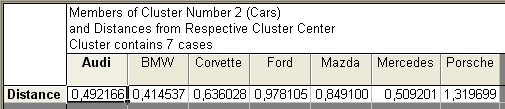 Members of Cluster Number 2 (Cars)
and Distances from Respective Cluster Center
Cluster contains 7 cases
Audi BMW Corvette Ford Mazda Mercedes Porsche
Distance 0,492166 0,414537 0,636028 0,978105 0,849100 0,509201 1,319699